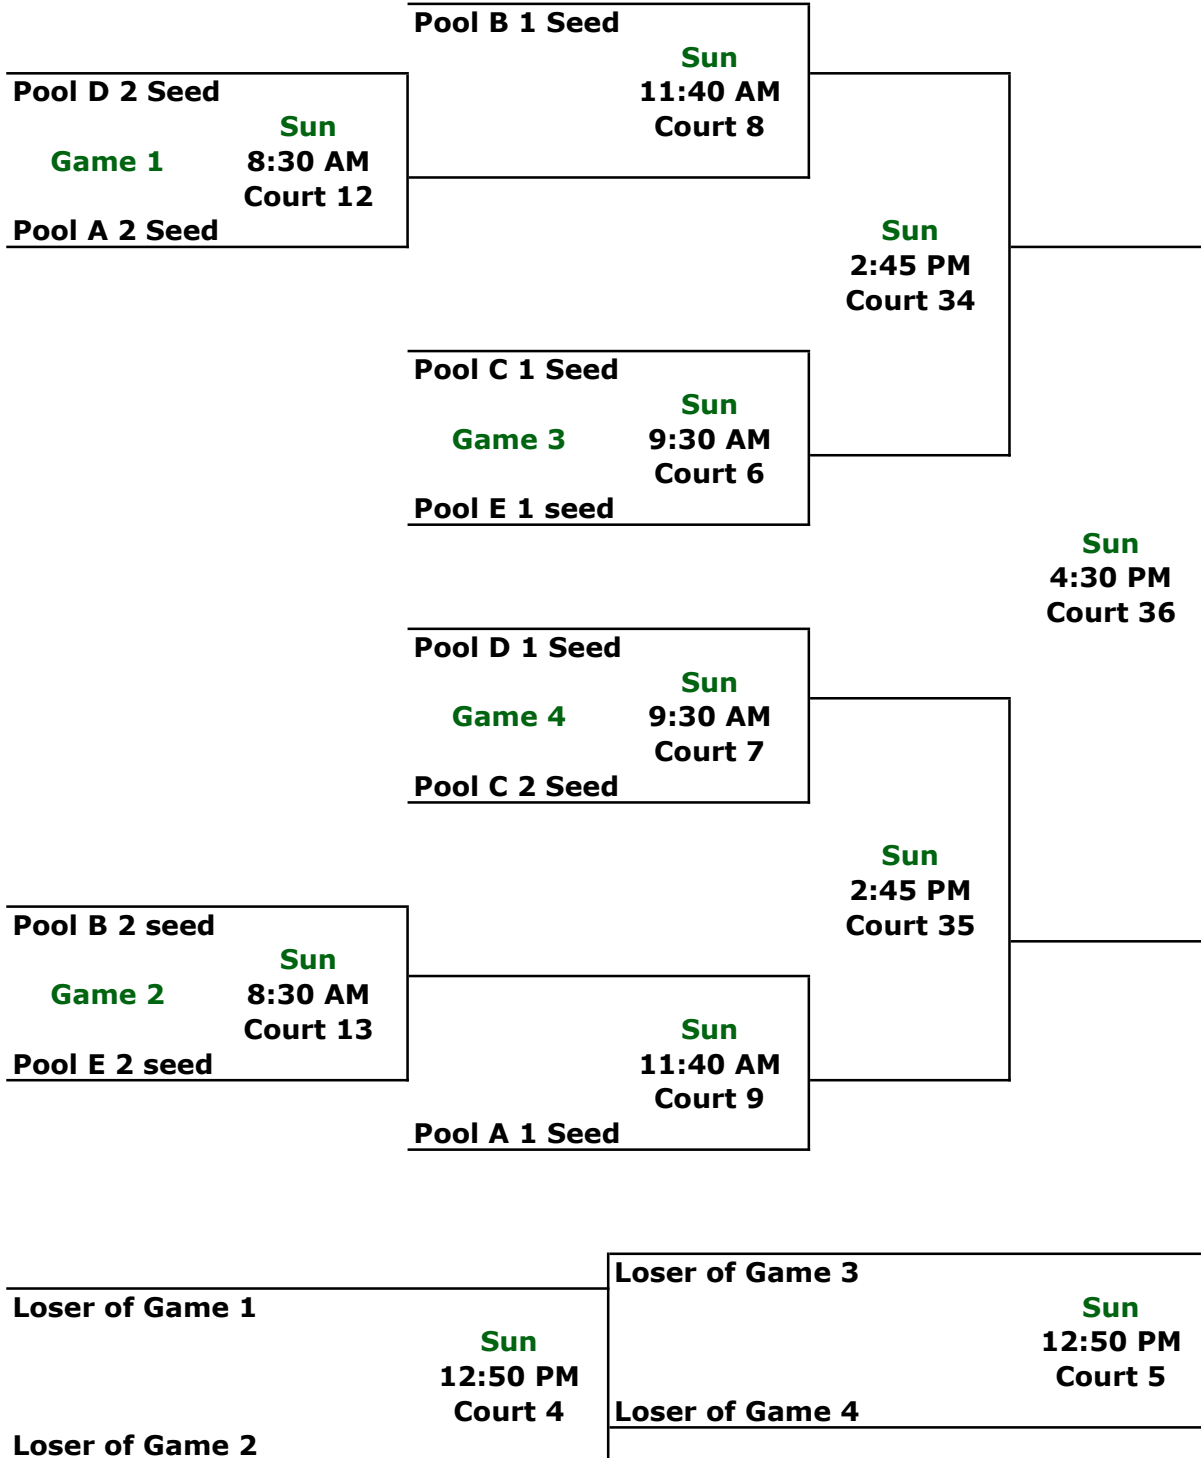 Pool B 1 Seed
Sun
11:40 AM
Court 8
Pool D 2 Seed
Sun
Game 1
8:30 AM
Court 12
Pool A 2 Seed
Sun
2:45 PM
Court 34
Pool C 1 Seed
Sun
Game 3
9:30 AM
Court 6
Pool E 1 seed
Sun
4:30 PM
Court 36
Pool D 1 Seed
Sun
Game 4
9:30 AM
Court 7
Pool C 2 Seed
Sun
2:45 PM
Court 35
Pool B 2 seed
Sun
Game 2
8:30 AM
Court 13
Pool E 2 seed
Sun
11:40 AM
Court 9
Pool A 1 Seed
Loser of Game 1
Sun
12:50 PM
Court 4
Loser of Game 2
Loser of Game 3
Sun
12:50 PM
Court 5
Loser of Game 4